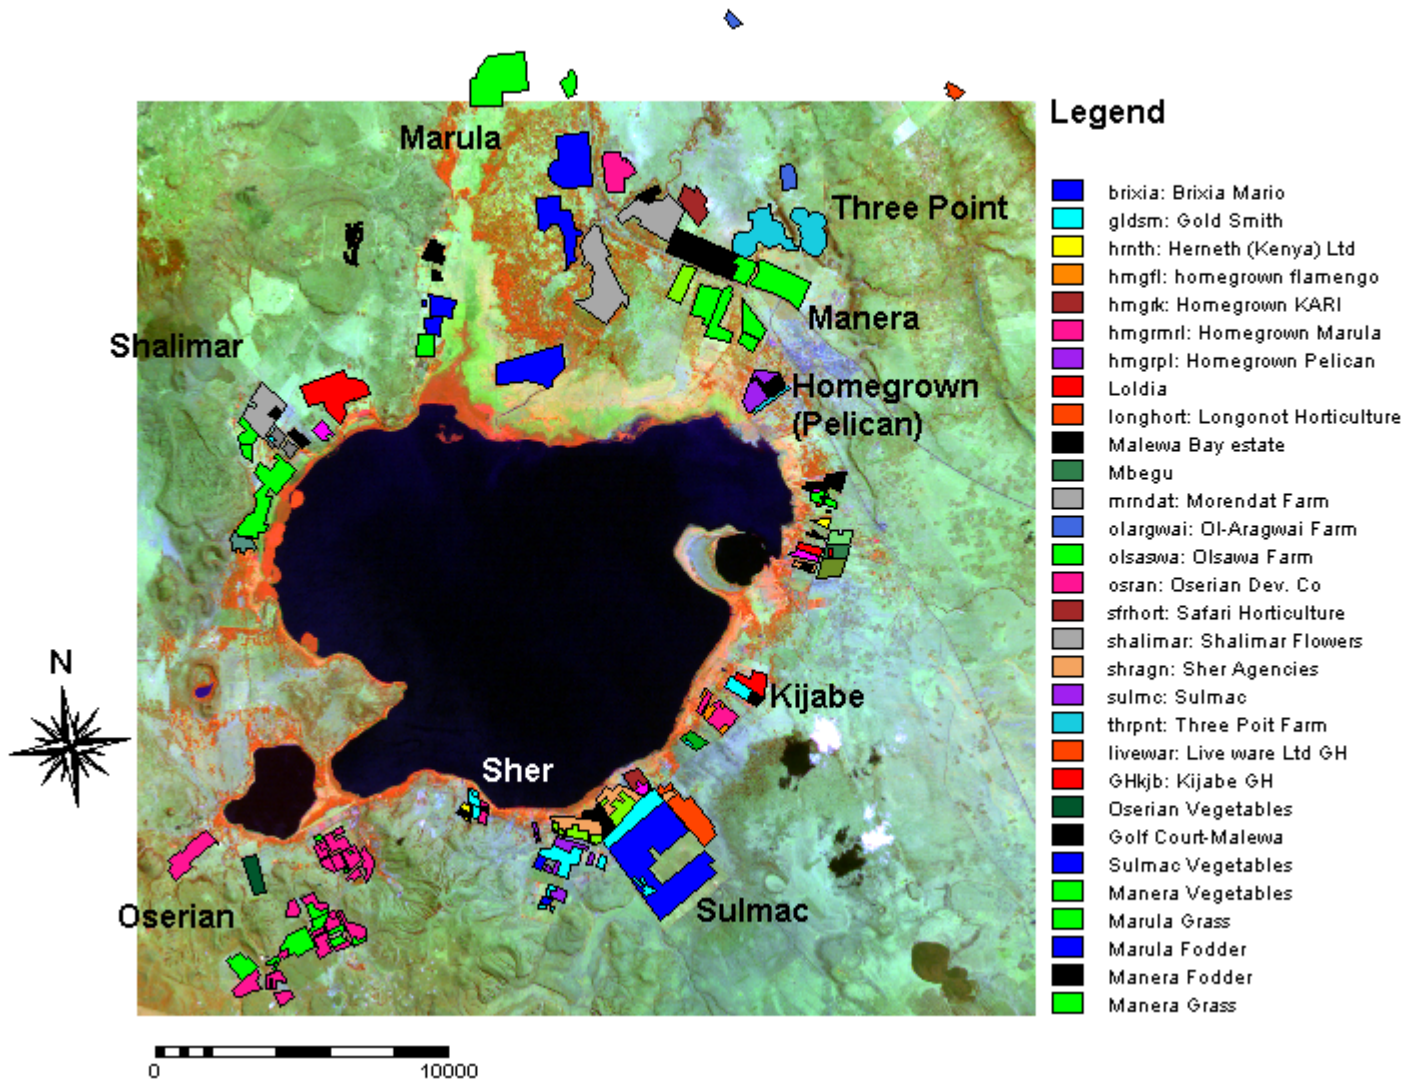 Marula
Three Point
Manera
Shalimar
Homegrown
(Pelican)
N
Kijabe
Sher
Sulmac
Oserian
0 10000
Legend
brixia: Brixia Mario
gldsm: Gold Smith
hrnth: Herneth (Kenya) Ltd
hmgfl: homegrown flamengo
hmgrk: Homegrown KARI
hmgrmrl: Homegrown Marula
hmgrpl: Homegrown Pelican
Loldia
longhort: Longonot Horticulture
Malewa Bay estate
Mbegu
mrndat: Morendat Farm
olargwai: Ol-Aragwai Farm
olsaswa: Olsawa Farm
osran: Oserian Dev. Co
sfrhort: Safari Horticulture
shalimar: Shalimar Flowers
shragn: Sher Agencies
sulmc: Sulmac
thrpnt: Three Poit Farm
livewar: Live ware Ltd GH
GHkjb: Kijabe GH
Oserian Vegetables
Golf Court-Malewa
Sulmac Vegetables
Manera Vegetables
Marula Grass
Marula Fodder
Manera Fodder
Manera Grass